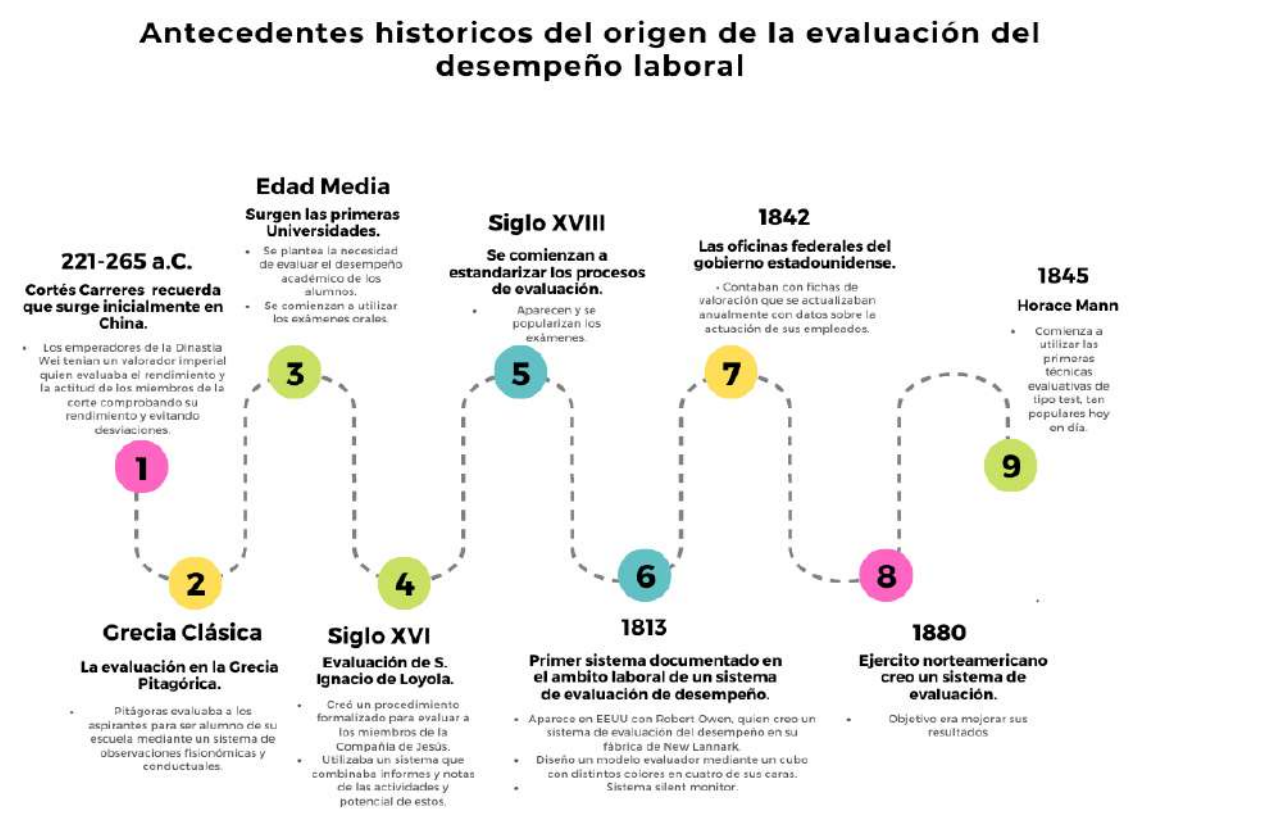 Antecedentes historicos del origen de la evaluación del
desempeño laboral
221-265 a.C.
Cortés Carreres recuerda
que surge inicialmente en
China.
• Los emperadores de la Dinastía
Wei tenían un valorador imperial
quien evaluaba el rendimiento y
la actitud de los miembros de la
corte comprobando su
rendimiento y evitando
desviaciones.
1
2
Grecia Clásica
La evaluación en la Grecia
Pitagórica.
• Pitágoras evaluaba a los
aspirantes para ser alumno de su
escuela mediante un sistema de
observaciones fisionómicas y
conductuales.
Edad Media
Surgen las primeras
Universidades.
• Se plantea la necesidad
de evaluar el desempeño
académico de los
alumnos.
• Se comienzan a utilizar
los exámenes orales.
3
4
Siglo XVI
Evaluación de S.
Ignacio de Loyola.
• Creó un procedimiento
formalizado para evaluar a
los miembros de la
Compañía de Jesús.
• Utilizaba un sistema que
combinaba informes y notas
de las actividades y
potencial de estos.
Siglo XVIII
Se comienzan a
estandarizar los procesos
de evaluación.
• Aparecen y se
popularizan los
exámenes.
5
6
1813
Primer sistema documentado en
el ambito laboral de un sistema
de evaluación de desempeño.
• Aparece en EEUU con Robert Owen, quien creo un
sistema de evaluación del desempeño en su
fábrica de New Lannark.
• Diseño un modelo evaluador mediante un cubo
con distintos colores en cuatro de sus caras.
• Sistema silent monitor.
1842
Las oficinas federales del
gobierno estadounidense.
• Contaban con fichas de
valoración que se actualizaban
anualmente con datos sobre la
actuación de sus empleados.
7
8
1880
Ejercito norteamericano
creo un sistema de
evaluación.
• Objetivo era mejorar sus
resultados
1845
Horace Mann
• Comienza a
utilizar las
primeras
técnicas
evaluativas de
tipo test, tan
populares hoy
en día.
9